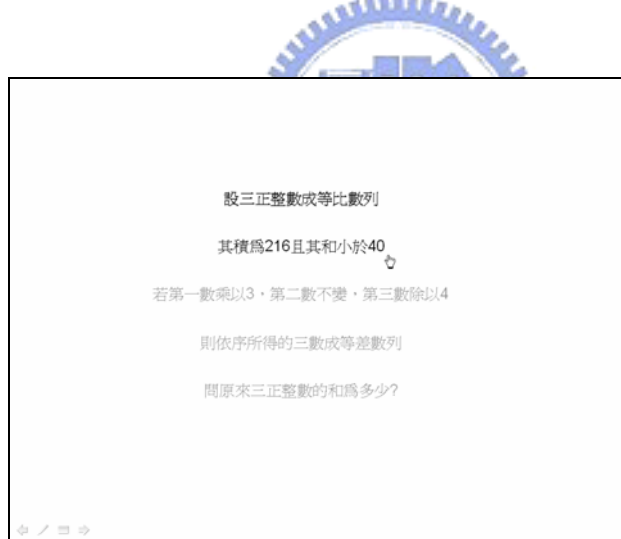 設三正整數成等比數列
其積為216且其和小於40
若第一數乘以3，第二數不變，第三數除以4
則依序所得的三數成等差數列
問原來三正整數的和為多少?